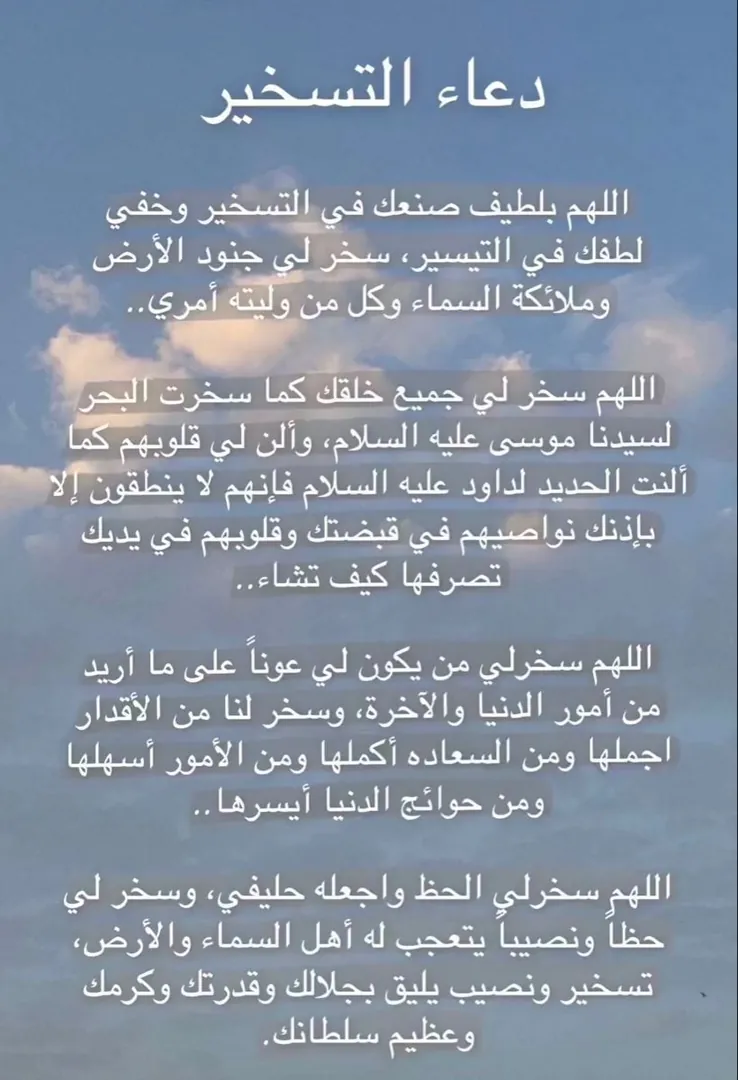 دعاء التسخير
اللهم بلطيف صنعك في التسخير وخفي
لطفك في التيسير، سخر لي جنود الأرض
وملائكة السماء وكل من وليته أمري..
اللهم سخر لي جميع خلقك كما سخرت البحر
لسيدنا موسى عليه السلام، وألن لي قلوبهم كما
ألنت الحديد لداود عليه السلام فإنهم لا ينطقون إلا
بإذنك نواصيهم في قبضتك وقلوبهم في يديك
تصرفها كيف تشاء..
اللهم سخرلي من يكون لي عوناً على ما أريد
من أمور الدنيا والآخرة، وسخر لنا من الأقدار
اجملها ومن السعاده أكملها ومن الأمور أسهلها
ومن حوائج الدنيا أيسرها..
اللهم سخرلي الحظ واجعله حليفي، وسخر لي
حظاً ونصيباً يتعجب له أهل السماء والأرض،
تسخير ونصيب يليق بجلالك وقدرتك وكرمك
وعظيم سلطانك.